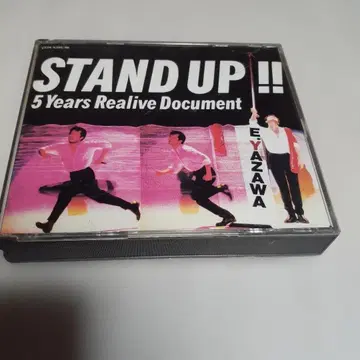 STAND UP!!
5 Years Realive Document
E.YAZAWA